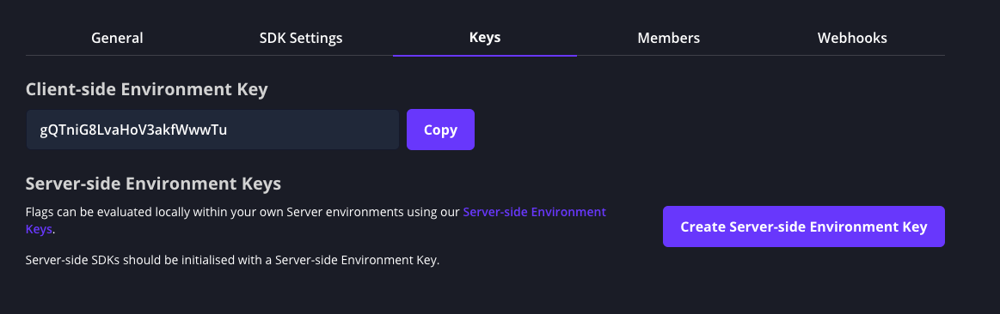 General SDK Settings Keys Members Webhooks
Client-side Environment Key
gQTniG8LvaHoV3akfWwwTu Copy
Server-side Environment Keys
Flags can be evaluated locally within your own Server environments using our Server-side Environment
Keys.
Create Server-side Environment Key
Server-side SDKs should be initialised with a Server-side Environment Key.